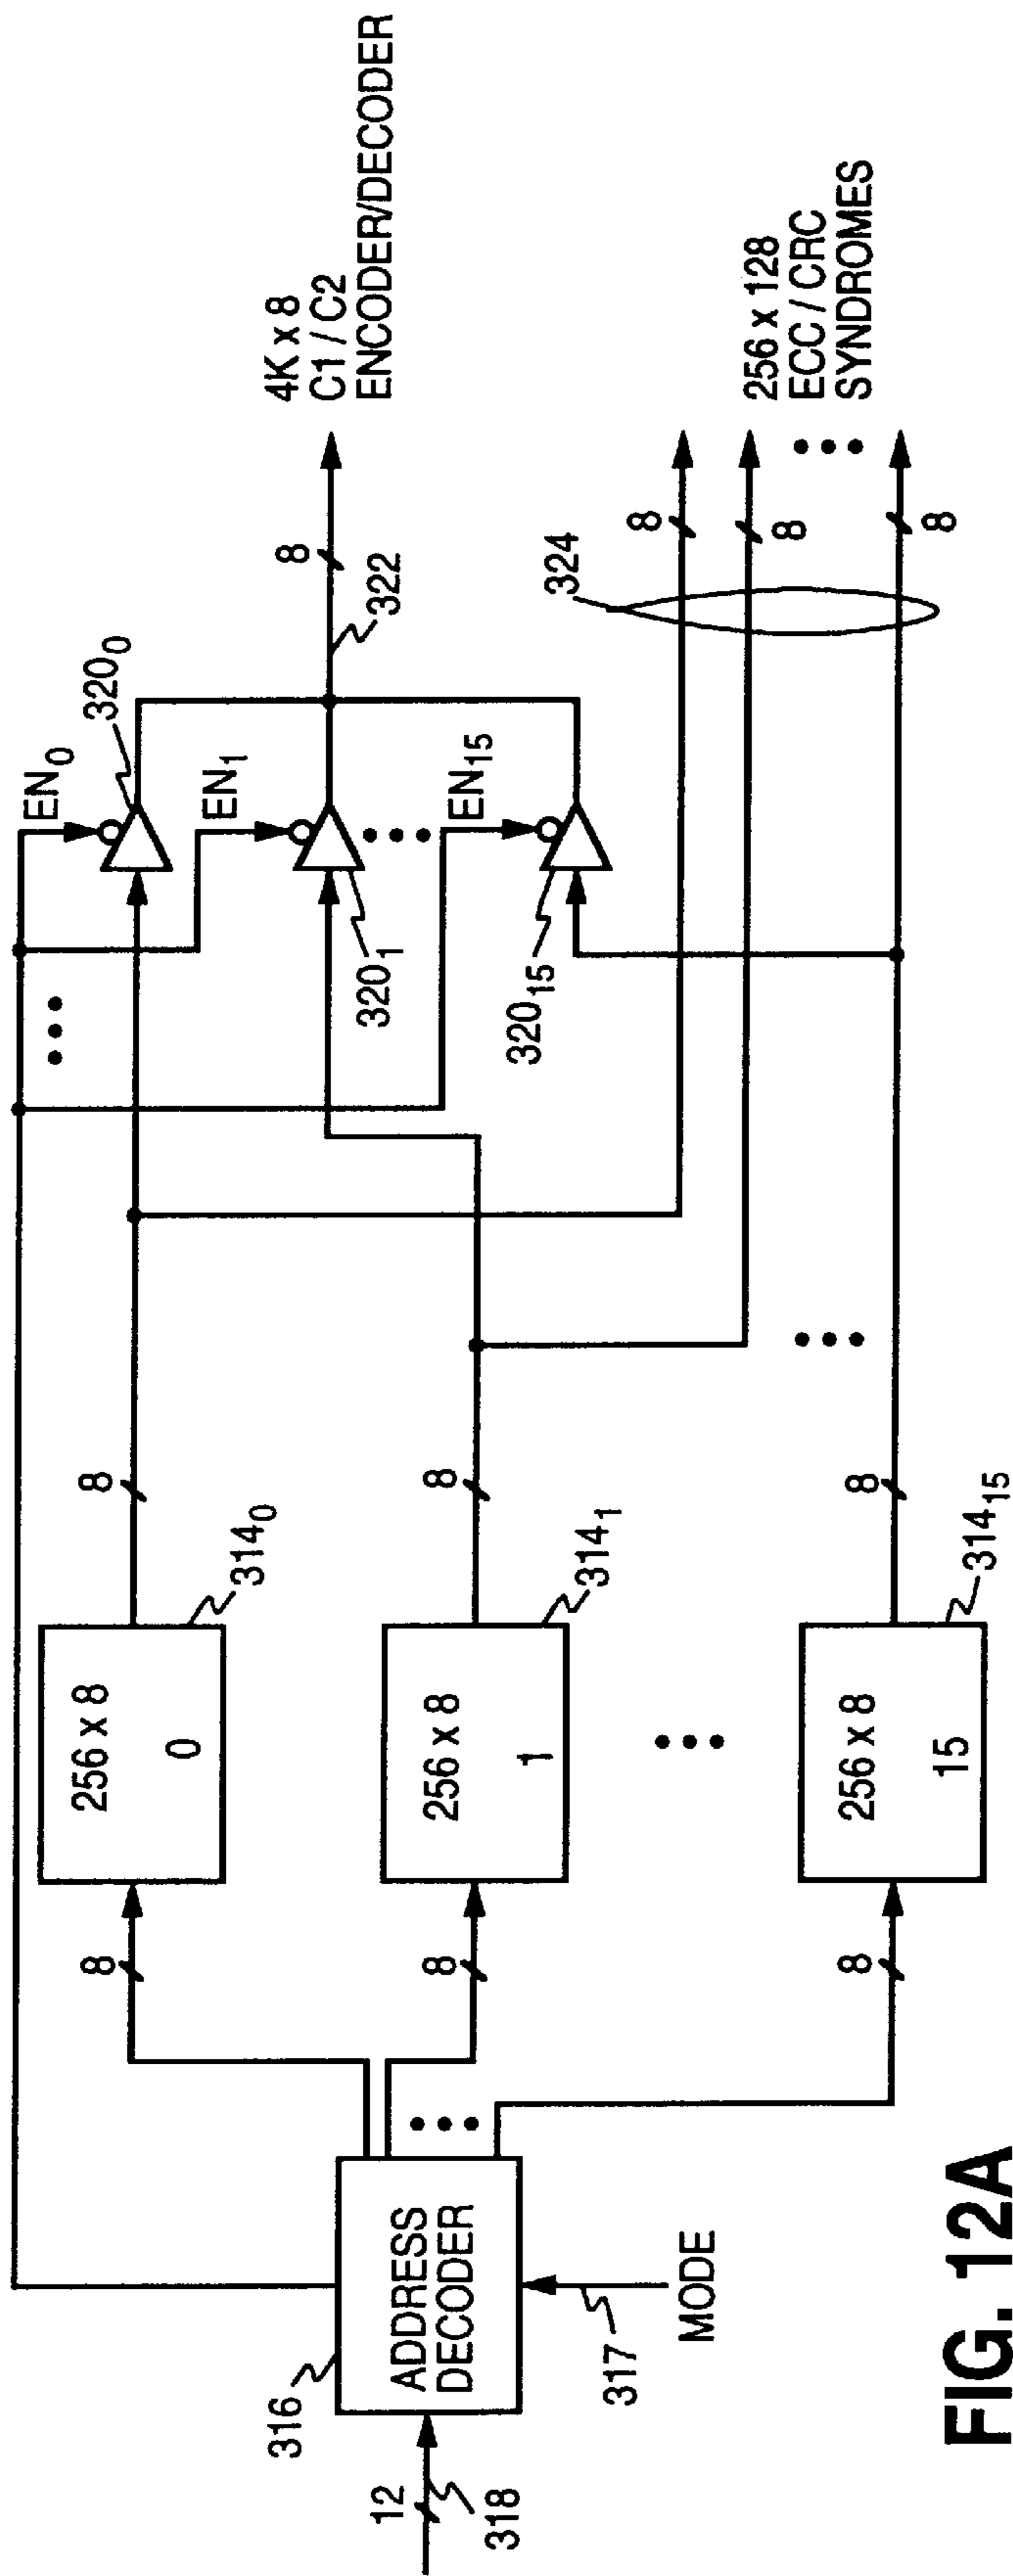 12
318
316
ADDRESS
DECODER
317
MODE
8
8
8
256 x 8
0
314₀
256 x 8
1
314₁
256 x 8
15
314₁₅
8
8
8
EN₀
320₀
EN₁
320₁
EN₁₅
320₁₅
8
322
4K x 8
C1 / C2
ENCODER/DECODER
324
8
8
8
256 x 128
ECC / CRC
SYNDROMES
FIG. 12A